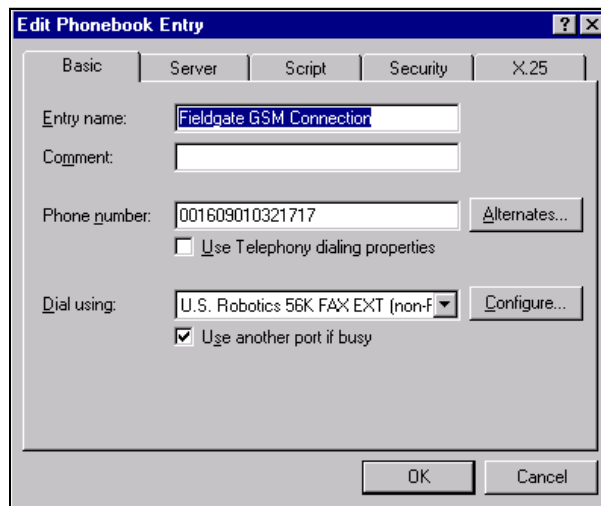 Edit Phonebook Entry
Basic Server Script Security X.25
Entry name: Fieldgate GSM Connection
Comment:
Phone number: 001609010321717 Alternates...
Use Telephony dialing properties
Dial using: U.S. Robotics 56K FAX EXT (non-F Configure...
Use another port if busy
OK Cancel